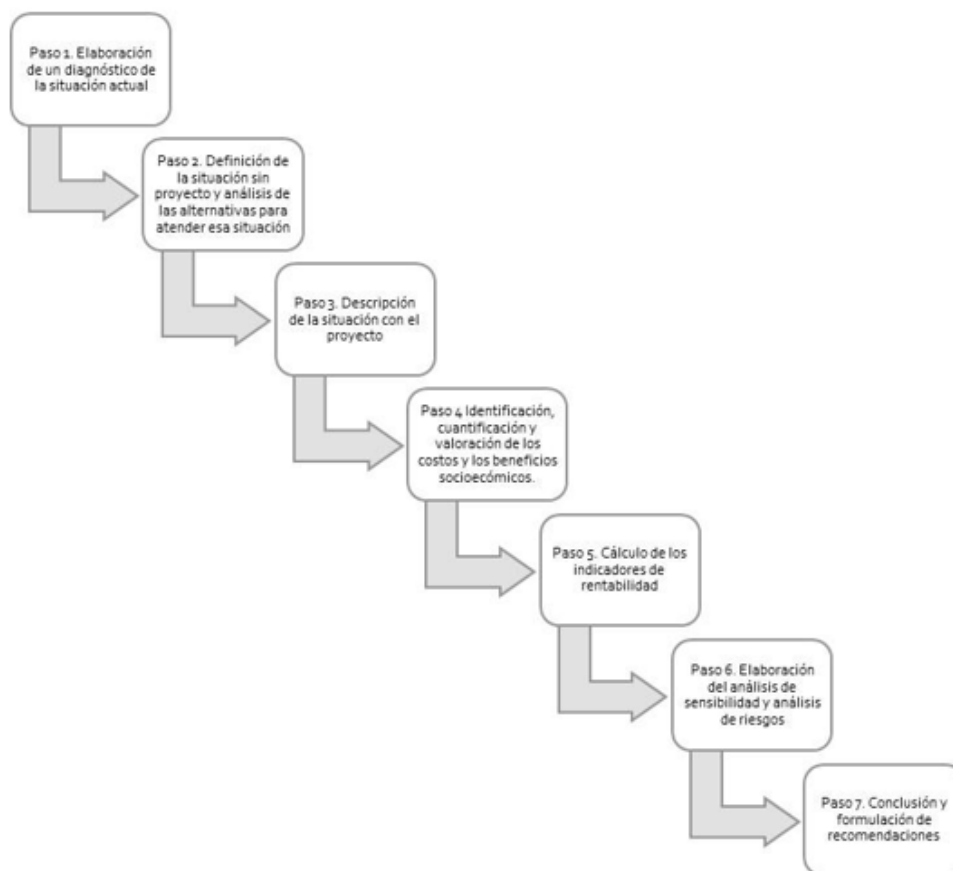 Paso 1. Elaboración
de un diagnóstico de
la situación actual
Paso 2. Definición de
la situación sin
proyecto y análisis de
las alternativas para
atender esa situación
Paso 3. Descripción
de la situación con el
proyecto
Paso 4 Identificación,
cuantificación y
valoración de los
costos y los beneficios
socioecómicos.
Paso 5. Cálculo de los
indicadores de
rentabilidad
Paso 6. Elaboración
del análisis de
sensibilidad y análisis
de riesgos
Paso 7. Conclusión y
formulación de
recomendaciones